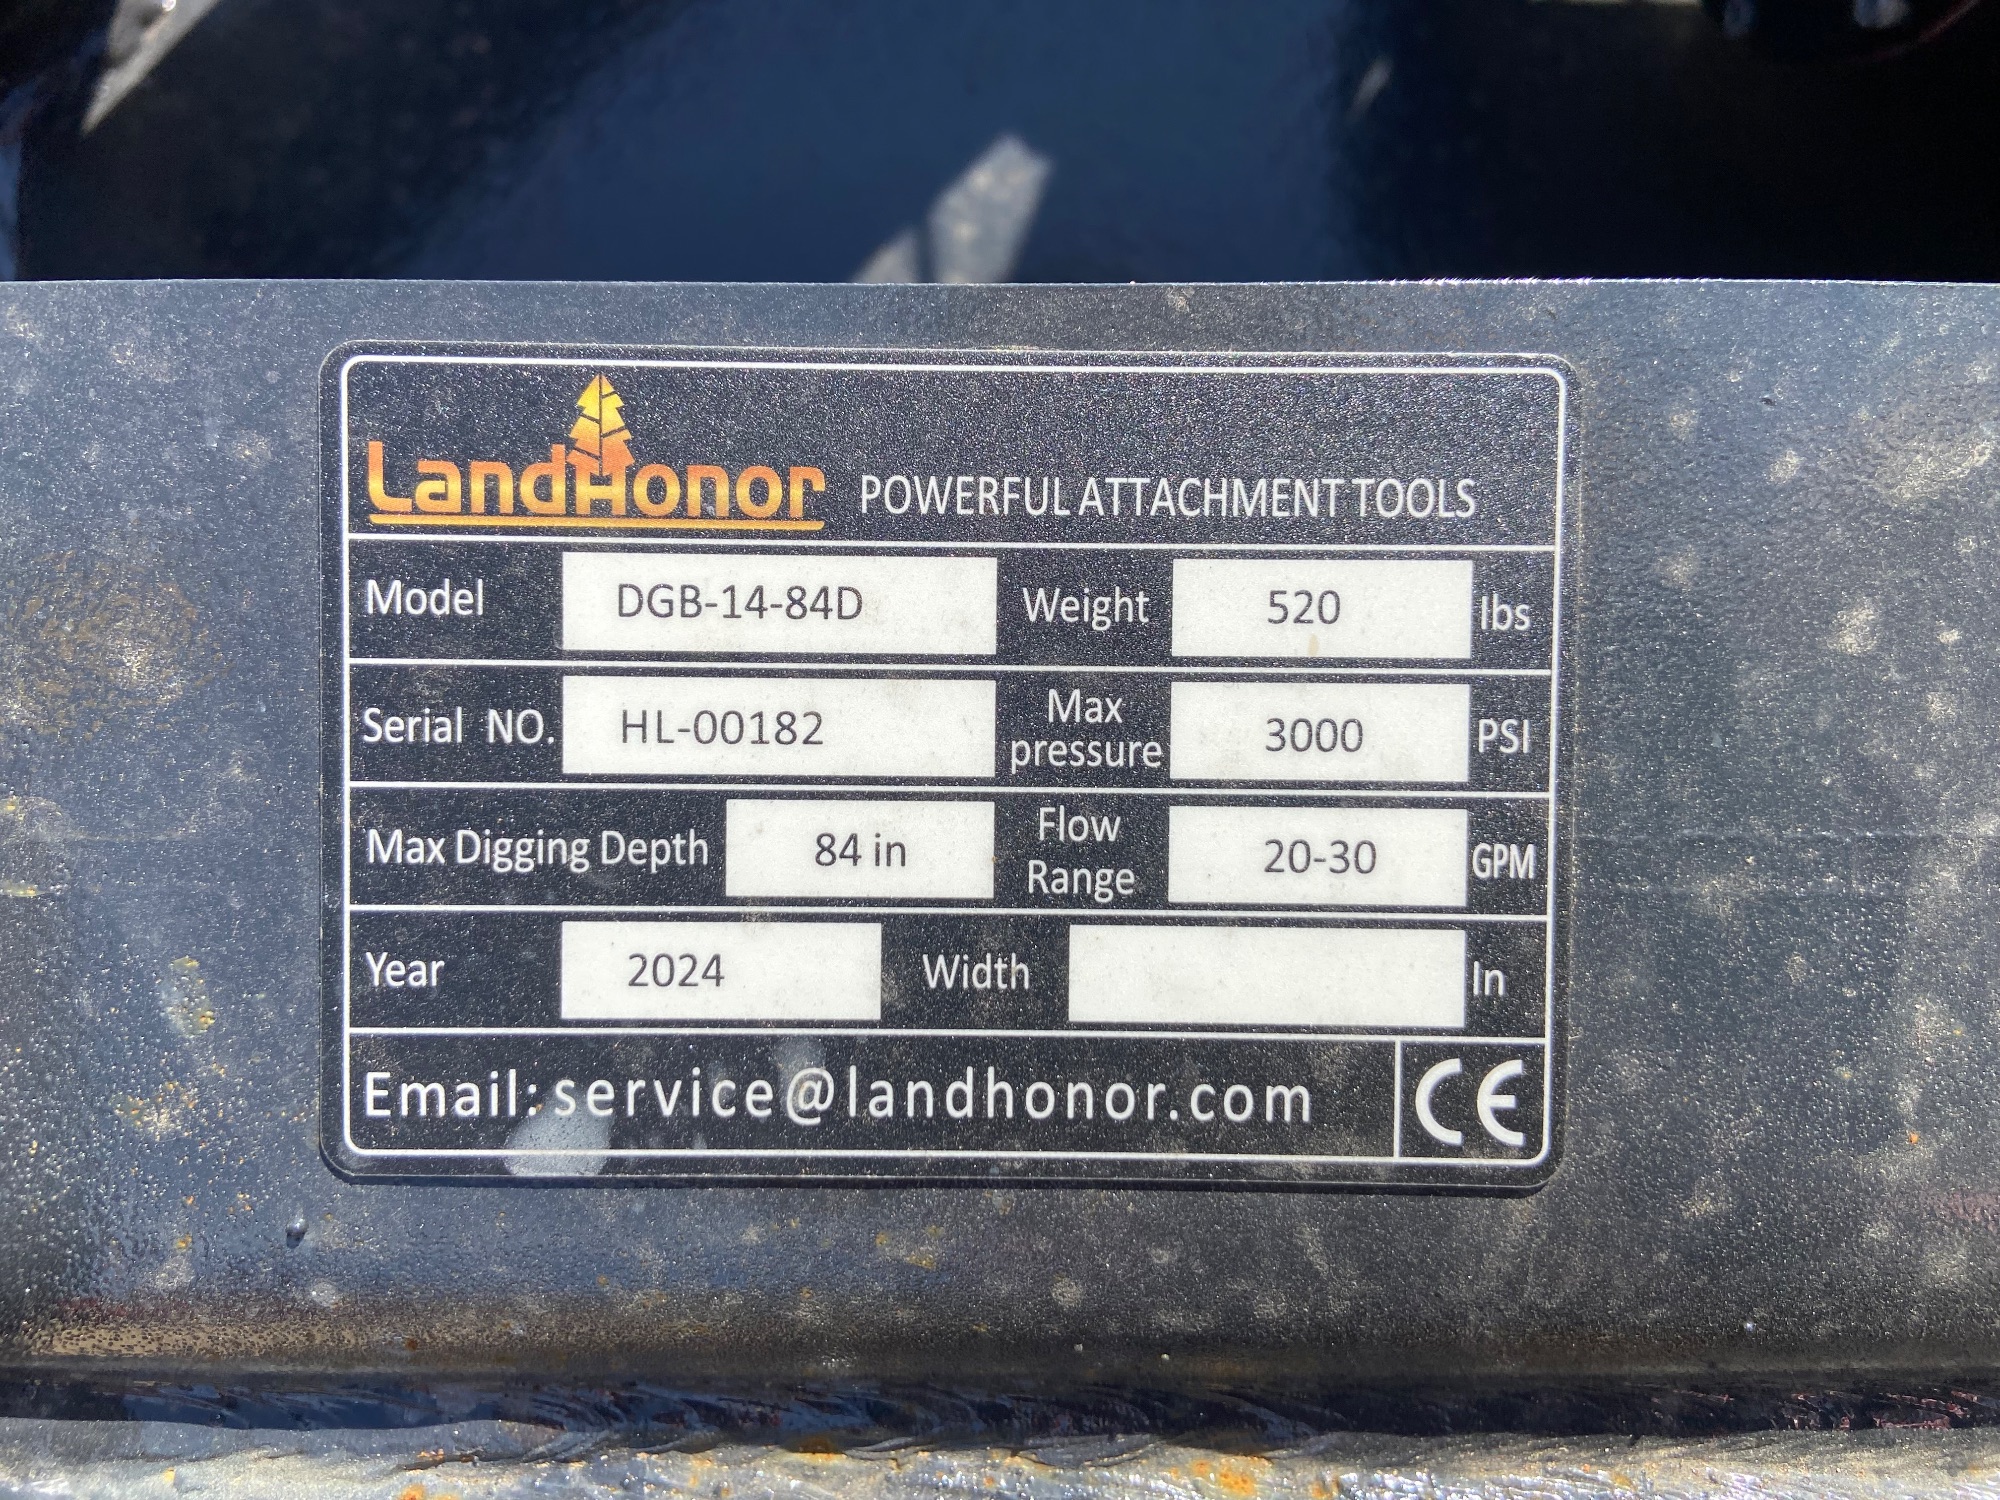 LandHonor POWERFUL ATTACHMENT TOOLS
Model DGB-14-84D Weight 520 lbs
Serial NO. HL-00182 Max pressure 3000 PSI
Max Digging Depth 84 in Flow Range 20-30 GPM
Year 2024 Width In
Email: service@landhonor.com CE